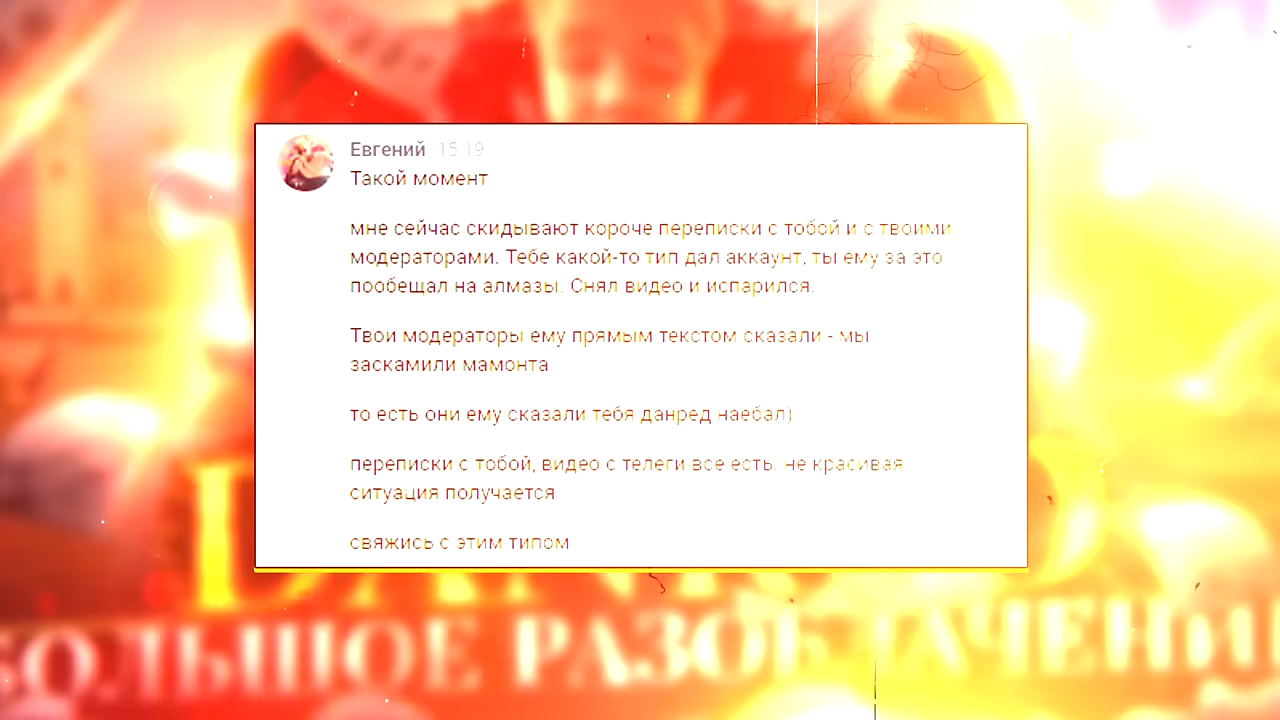 Евгений 15:19
Такой момент
мне сейчас скидывают короче переписки с тобой и с твоими
модераторами. Тебе какой-то тип дал аккаунт, ты ему за это
пообещал на алмазы. Снял видео и испарился.
Твои модераторы ему прямым текстом сказали - мы
заскамили мамонта
то есть они ему сказали тебя данред наебал)
переписки с тобой, видео с телеги все есть. не красивая
ситуация получается
свяжись с этим типом
БОЛЬШОЕ РАЗОБЛАЧЕНИЕ